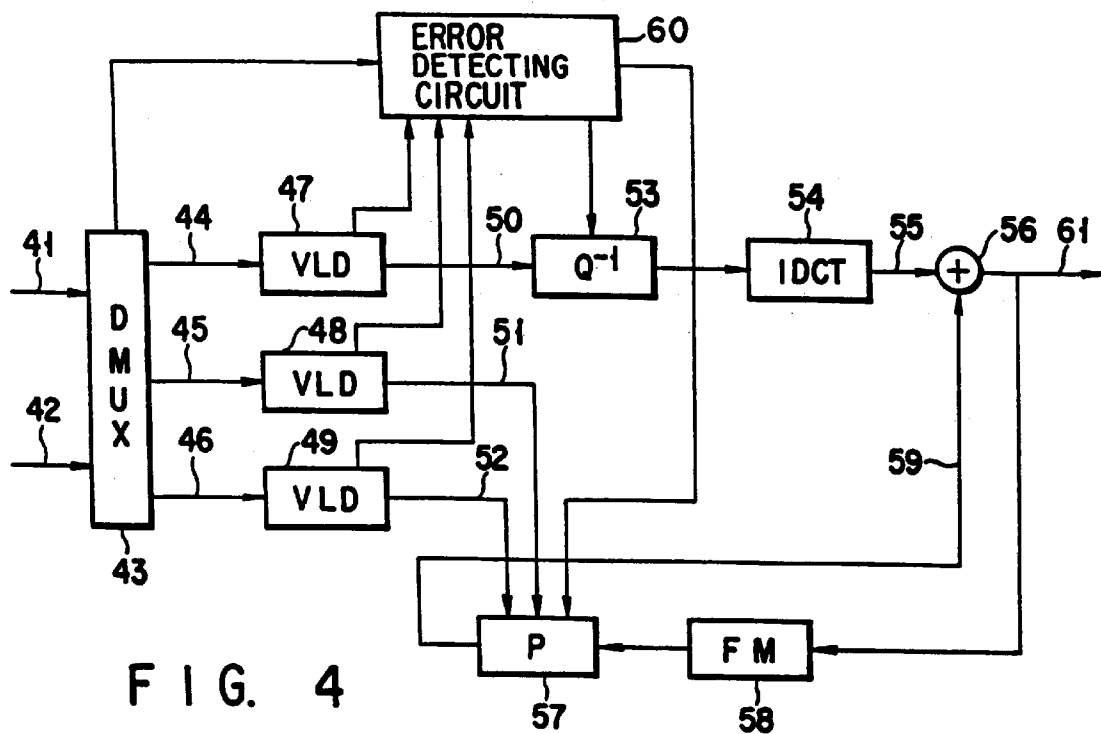 ERROR
DETECTING
CIRCUIT
60
47
44
VLD
50
53
Q⁻¹
54
IDCT
55
56
+
61
41
DMUX
45
48
VLD
51
42
46
49
VLD
52
59
43
P
57
FM
58
FIG. 4